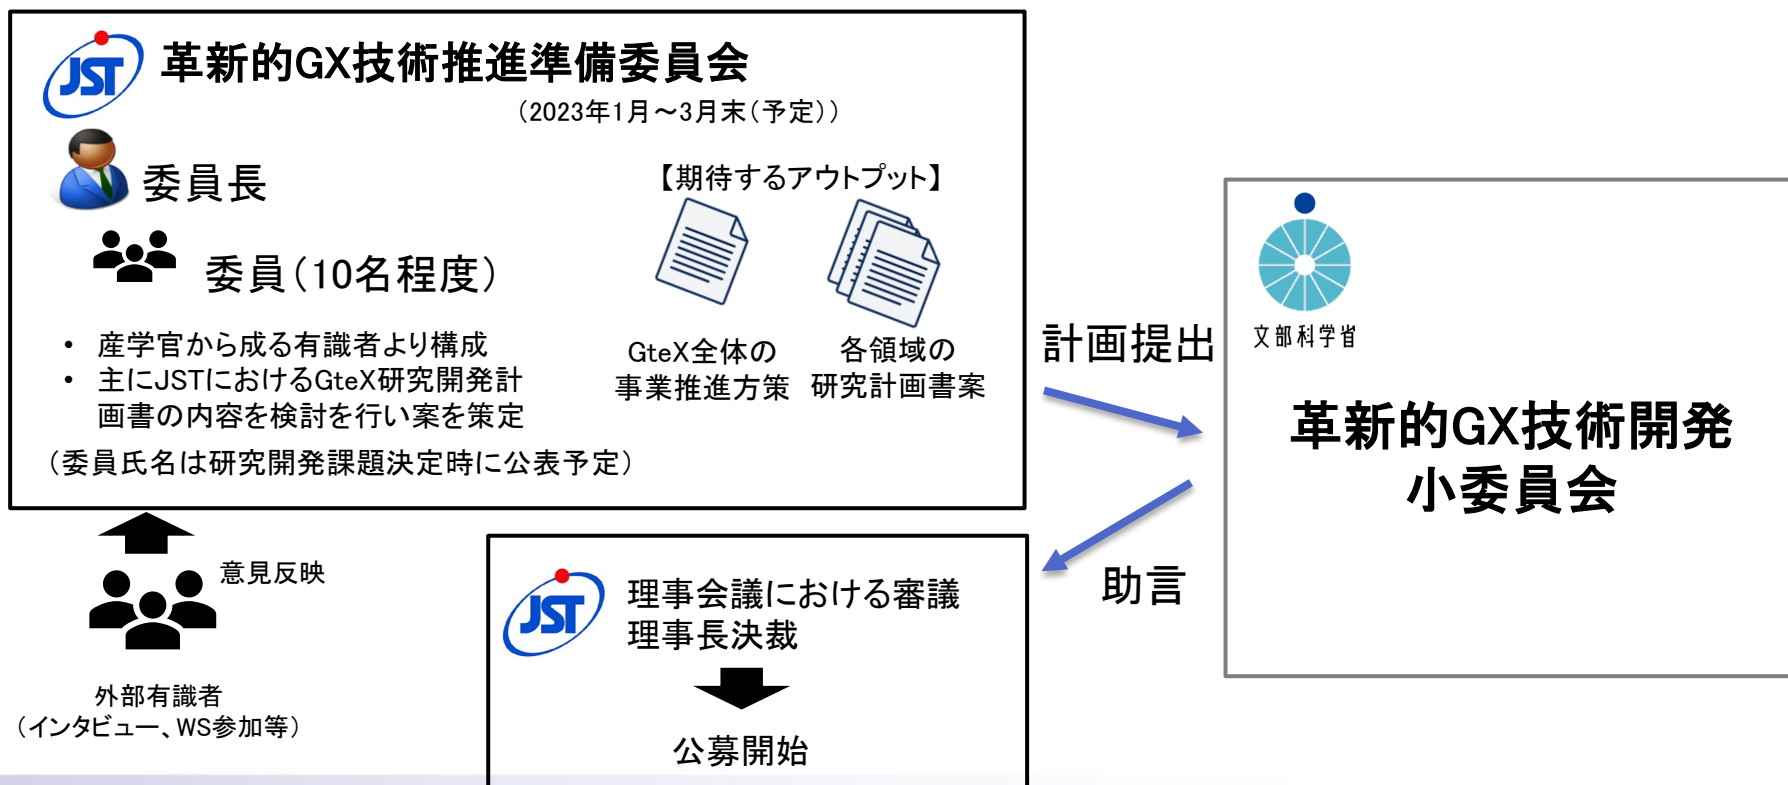 JST 革新的GX技術推進準備委員会
（2023年1月～3月末（予定））
委員長
委員（10名程度）
• 産学官から成る有識者より構成
• 主にJSTにおけるGteX研究開発計
画書の内容を検討を行い案を策定
（委員氏名は研究開発課題決定時に公表予定）
【期待するアウトプット】
GteX全体の
事業推進方策
各領域の
研究計画書案
意見反映
外部有識者
（インタビュー、WS参加等）
計画提出
文部科学省
革新的GX技術開発
小委員会
助言
JST
理事会議における審議
理事長決裁
公募開始